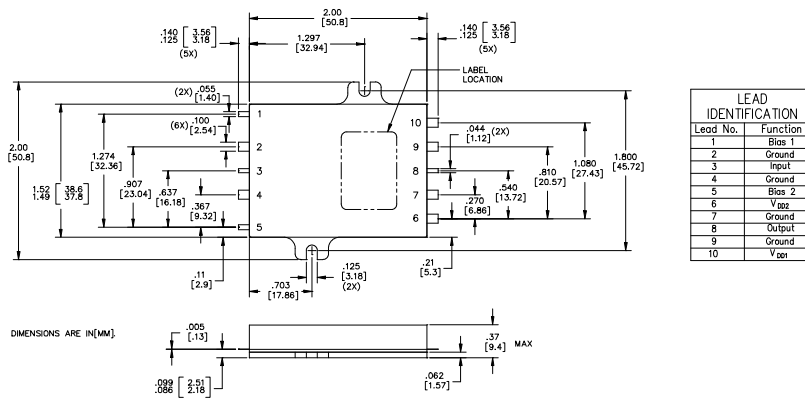 2.00
[50.8]
.140 [3.56
.125 3.18]
(5X)
1.297
[32.94]
.140 [3.56
.125 3.18]
(5X)
LABEL
LOCATION
(2X) .055
[1.40]
(6X) .100
[2.54]
2.00
[50.8]
1.274
[32.36]
.907
[23.04]
.637
[16.18]
.367
[9.32]
1.52 [38.6
1.49 37.8]
1
2
3
4
5
10
9
8
7
6
.044 (2X)
[1.12]
.270
[6.86]
.540
[13.72]
.810
[20.57]
1.080
[27.43]
1.800
[45.72]
.11
[2.9]
.703
[17.86]
.125
[3.18]
(2X)
.21
[5.3]
DIMENSIONS ARE IN[MM].
.005
[.13]
.099 [2.51
.086 2.18]
.37
[9.4] MAX
.062
[1.57]
LEAD
IDENTIFICATION
Lead No. Function
1 Bias 1
2 Ground
3 Input
4 Ground
5 Bias 2
6 VDD2
7 Ground
8 Output
9 Ground
10 VDD1